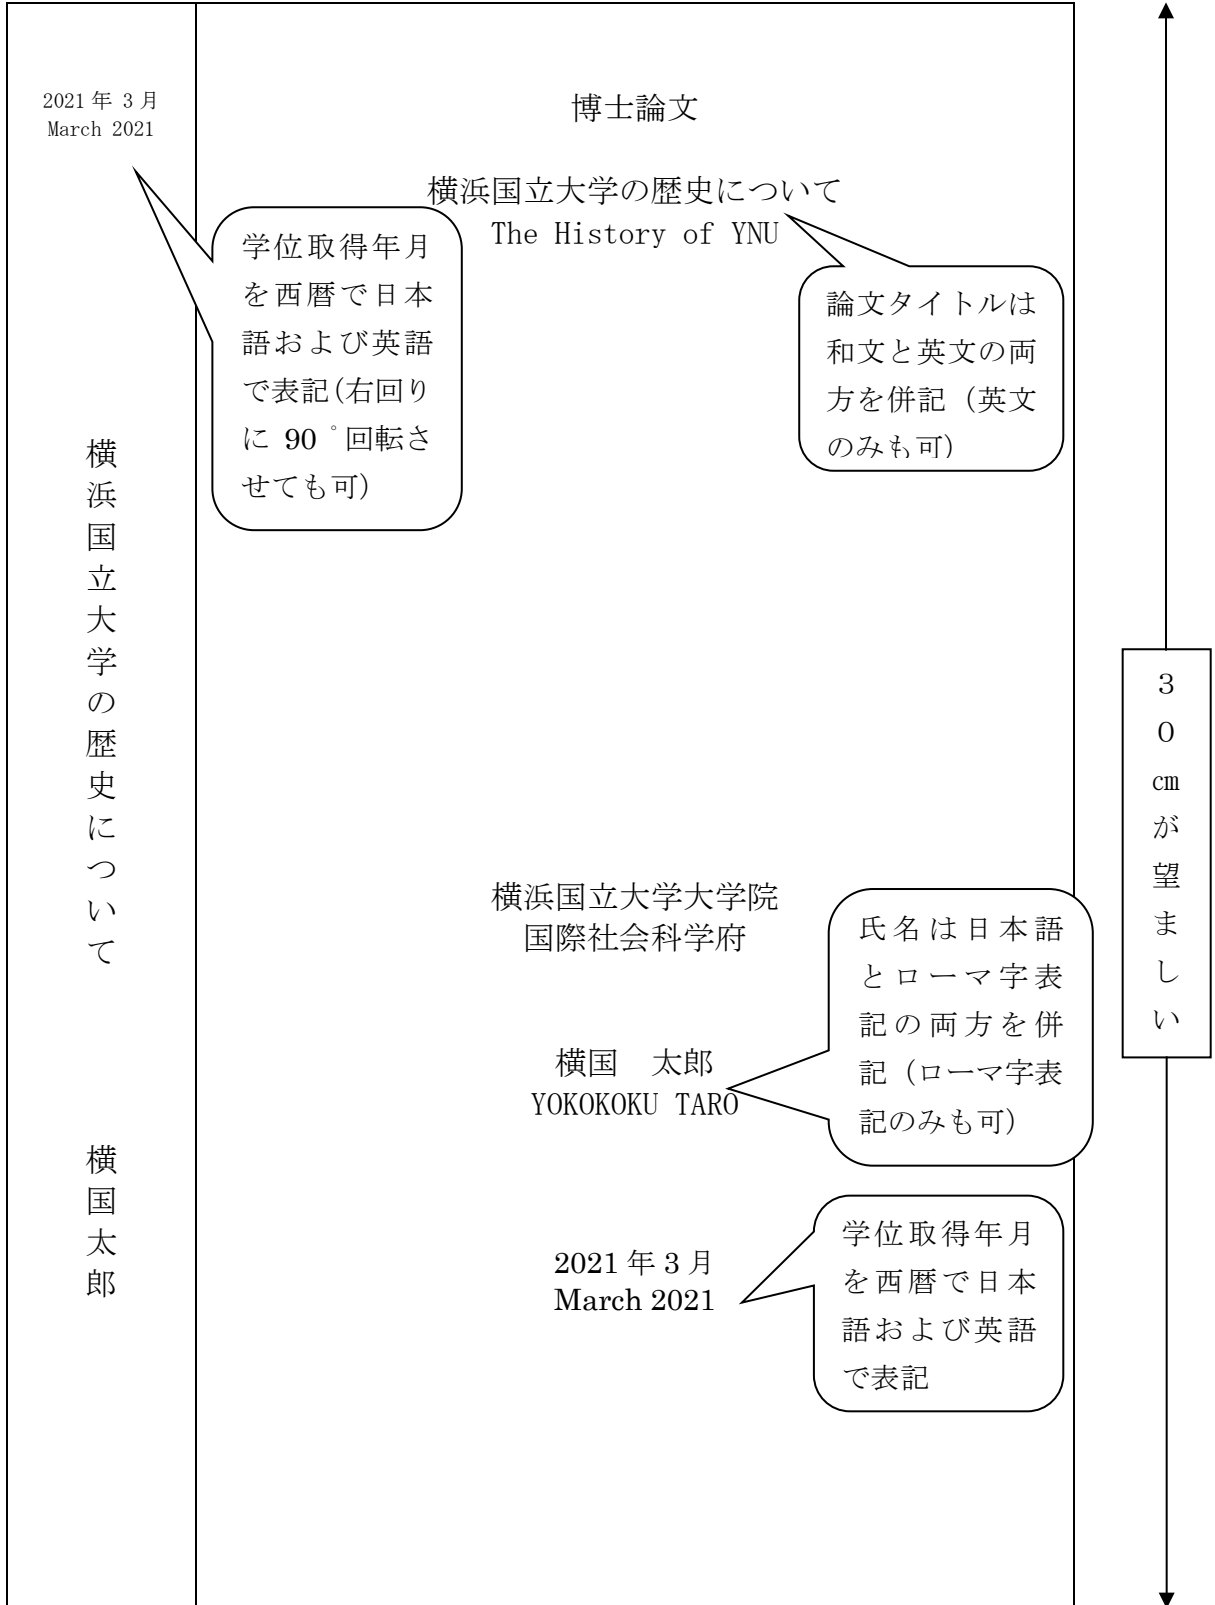 2021 年 3 月
March 2021
横浜国立大学の歴史について
横国太郎
博士論文
横浜国立大学の歴史について
The History of YNU
学位取得年月
を西暦で日本
語および英語
で表記(右回り
に 90 ゜回転さ
せても可)
論文タイトルは
和文と英文の両
方を併記(英文
のみも可)
横浜国立大学大学院
国際社会科学府
横国　太郎
YOKOKOKU TARO
氏名は日本語
とローマ字表
記の両方を併
記(ローマ字表
記のみも可)
2021 年 3 月
March 2021
学位取得年月
を西暦で日本
語および英語
で表記
３０㎝が望ましい